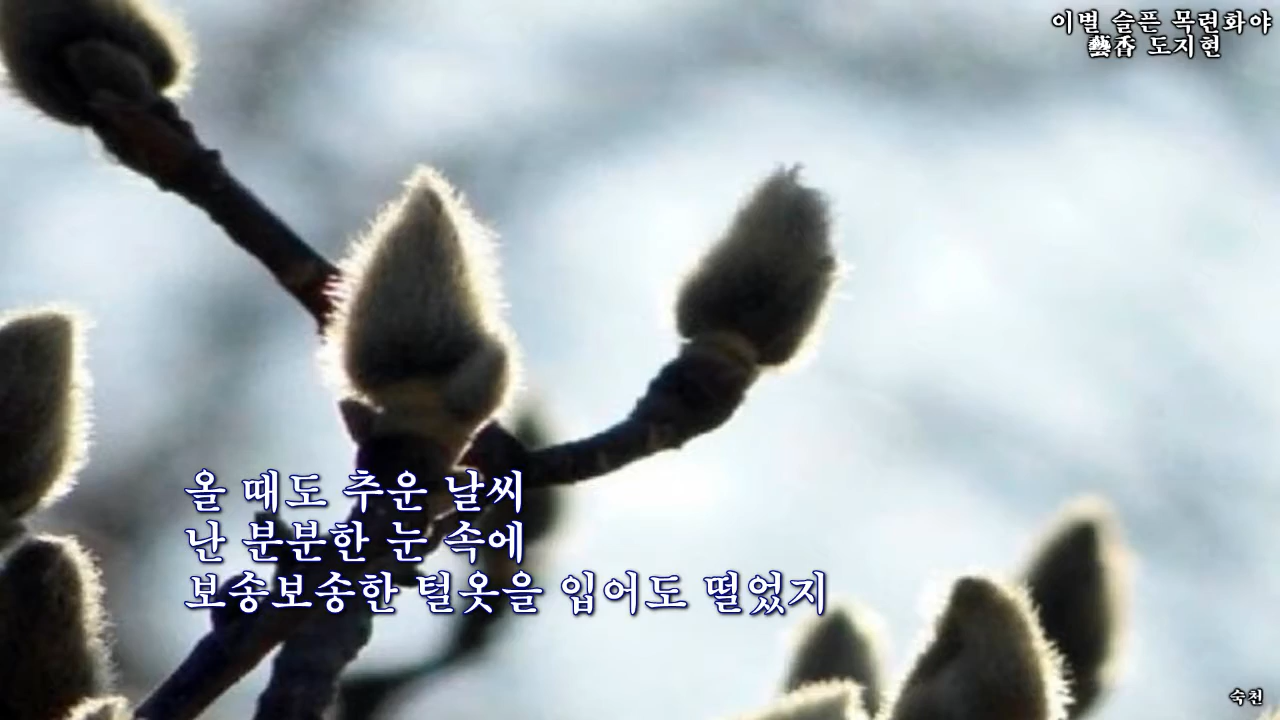 이별 슬픈 목련화야
藝香 도지현
올 때도 추운 날씨
난 분분한 눈 속에
보송보송한 털옷을 입어도 떨었지
숙천